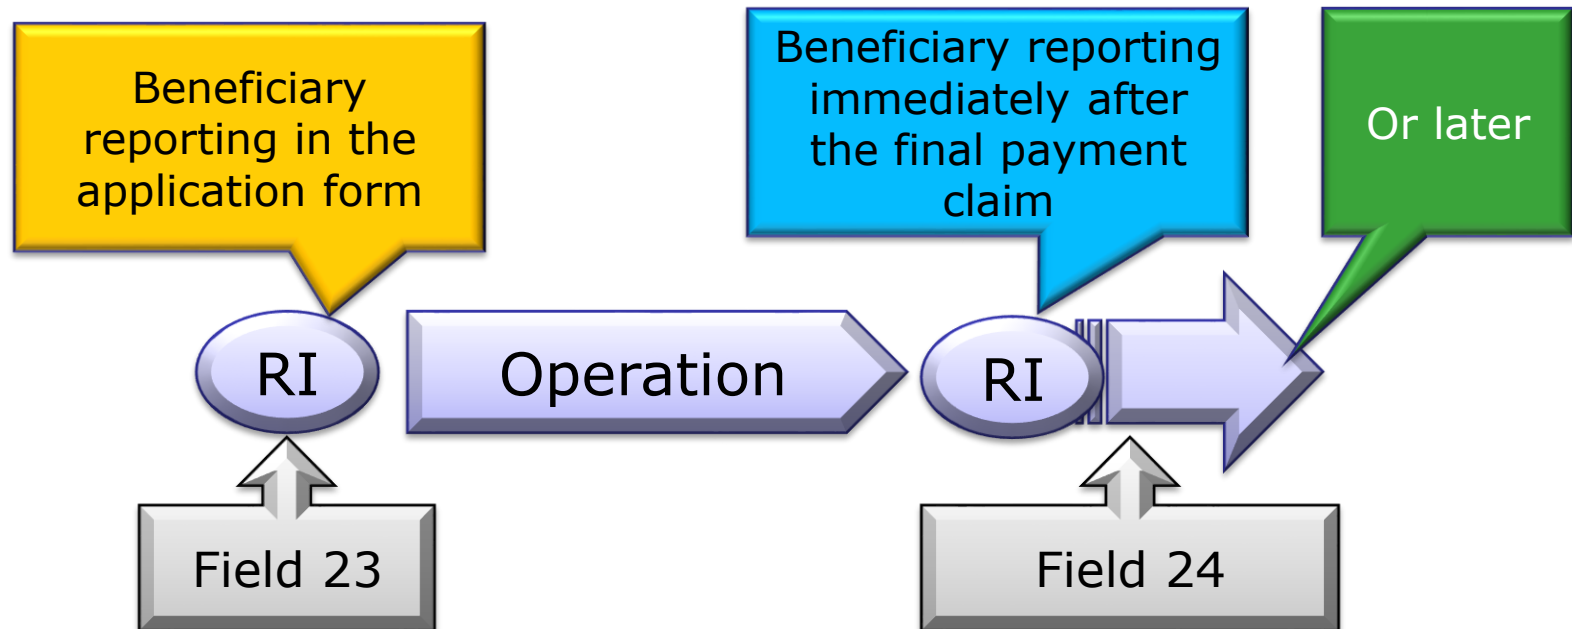 Beneficiary
reporting in the
application form
Beneficiary reporting
immediately after
the final payment
claim
Or later
RI
Operation
RI
Field 23
Field 24